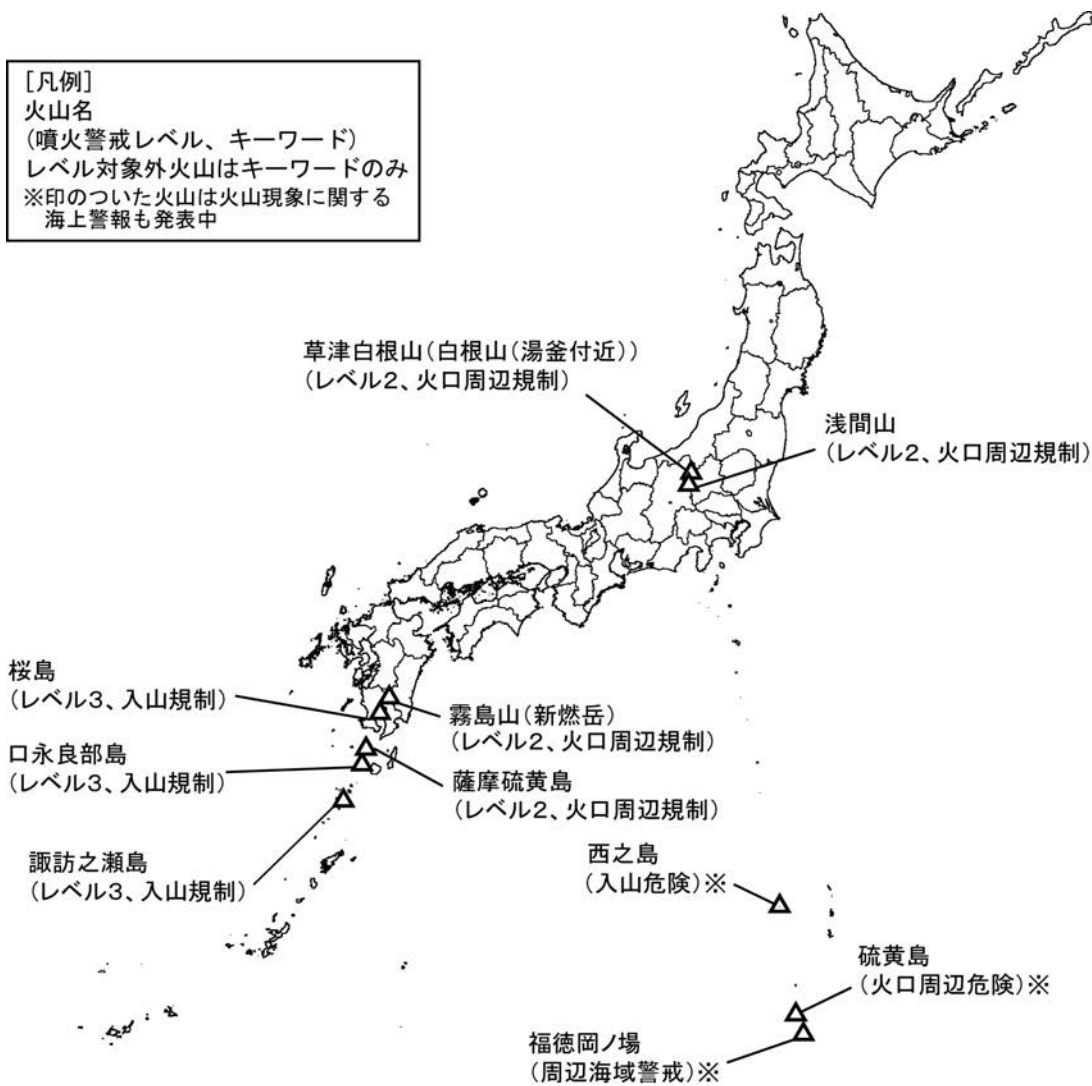 [凡例]
火山名
(噴火警戒レベル、キーワード)
レベル対象外火山はキーワードのみ
※印のついた火山は火山現象に関する
海上警報も発表中
草津白根山(白根山(湯釜付近))
(レベル2、火口周辺規制)
浅間山
(レベル2、火口周辺規制)
桜島
(レベル3、入山規制)
霧島山(新燃岳)
(レベル2、火口周辺規制)
口永良部島
(レベル3、入山規制)
薩摩硫黄島
(レベル2、火口周辺規制)
諏訪之瀬島
(レベル3、入山規制)
西之島
(入山危険)※
硫黄島
(火口周辺危険)※
福徳岡ノ場
(周辺海域警戒)※